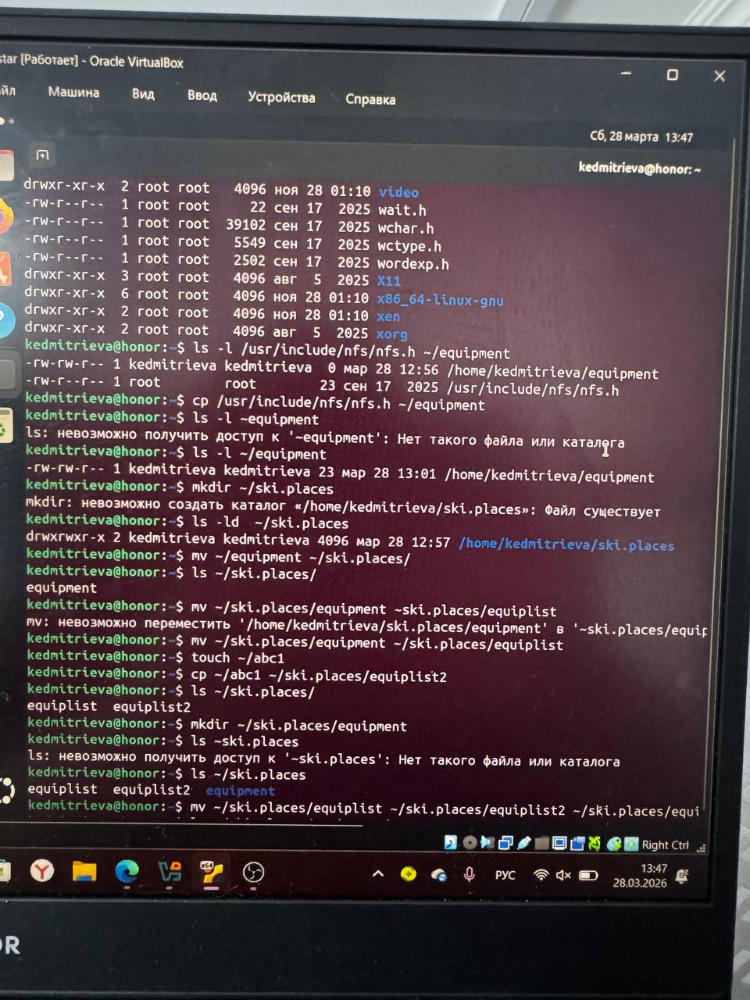 star [Работает] - Oracle VirtualBox
йл Машина Вид Ввод Устройства Справка
Сб, 28 марта 13:47
kedmitrieva@honor: ~
drwxr-xr-x 2 root root 4096 ноя 28 01:10 video
-rw-r--r-- 1 root root 22 сен 17 2025 wait.h
-rw-r--r-- 1 root root 39102 сен 17 2025 wchar.h
-rw-r--r-- 1 root root 5549 сен 17 2025 wctype.h
-rw-r--r-- 1 root root 2502 сен 17 2025 wordexp.h
drwxr-xr-x 3 root root 4096 авг 5 2025 X11
drwxr-xr-x 6 root root 4096 ноя 28 01:10 x86_64-linux-gnu
drwxr-xr-x 2 root root 4096 ноя 28 01:10 xen
drwxr-xr-x 2 root root 4096 авг 5 2025 xorg
kedmitrieva@honor:~$ ls -l /usr/include/nfs/nfs.h ~/equipment
-rw-rw-r-- 1 kedmitrieva kedmitrieva 0 мар 28 12:56 /home/kedmitrieva/equipment
-rw-r--r-- 1 root root 23 сен 17 2025 /usr/include/nfs/nfs.h
kedmitrieva@honor:~$ cp /usr/include/nfs/nfs.h ~/equipment
kedmitrieva@honor:~$ ls -l ~equipment
ls: невозможно получить доступ к '~equipment': Нет такого файла или каталога
kedmitrieva@honor:~$ ls -l ~/equipment
-rw-rw-r-- 1 kedmitrieva kedmitrieva 23 мар 28 13:01 /home/kedmitrieva/equipment
kedmitrieva@honor:~$ mkdir ~/ski.places
mkdir: невозможно создать каталог «/home/kedmitrieva/ski.places»: Файл существует
kedmitrieva@honor:~$ ls -ld  ~/ski.places
drwxrwxr-x 2 kedmitrieva kedmitrieva 4096 мар 28 12:57 /home/kedmitrieva/ski.places
kedmitrieva@honor:~$ mv ~/equipment ~/ski.places/
kedmitrieva@honor:~$ ls ~/ski.places/
equipment
kedmitrieva@honor:~$ mv ~/ski.places/equipment ~ski.places/equiplist
mv: невозможно переместить '/home/kedmitrieva/ski.places/equipment' в '~ski.places/equip
kedmitrieva@honor:~$ mv ~/ski.places/equipment ~/ski.places/equiplist
kedmitrieva@honor:~$ touch ~/abc1
kedmitrieva@honor:~$ cp ~/abc1 ~/ski.places/equiplist2
kedmitrieva@honor:~$ ls ~/ski.places/
equiplist equiplist2
kedmitrieva@honor:~$ mkdir ~/ski.places/equipment
kedmitrieva@honor:~$ ls ~ski.places
ls: невозможно получить доступ к '~ski.places': Нет такого файла или каталога
kedmitrieva@honor:~$ ls ~/ski.places
equiplist equiplist2 equipment
kedmitrieva@honor:~$ mv ~/ski.places/equiplist ~/ski.places/equiplist2 ~/ski.places/equi
Right Ctrl
x64
РУС
13:47
28.03.2026
OR